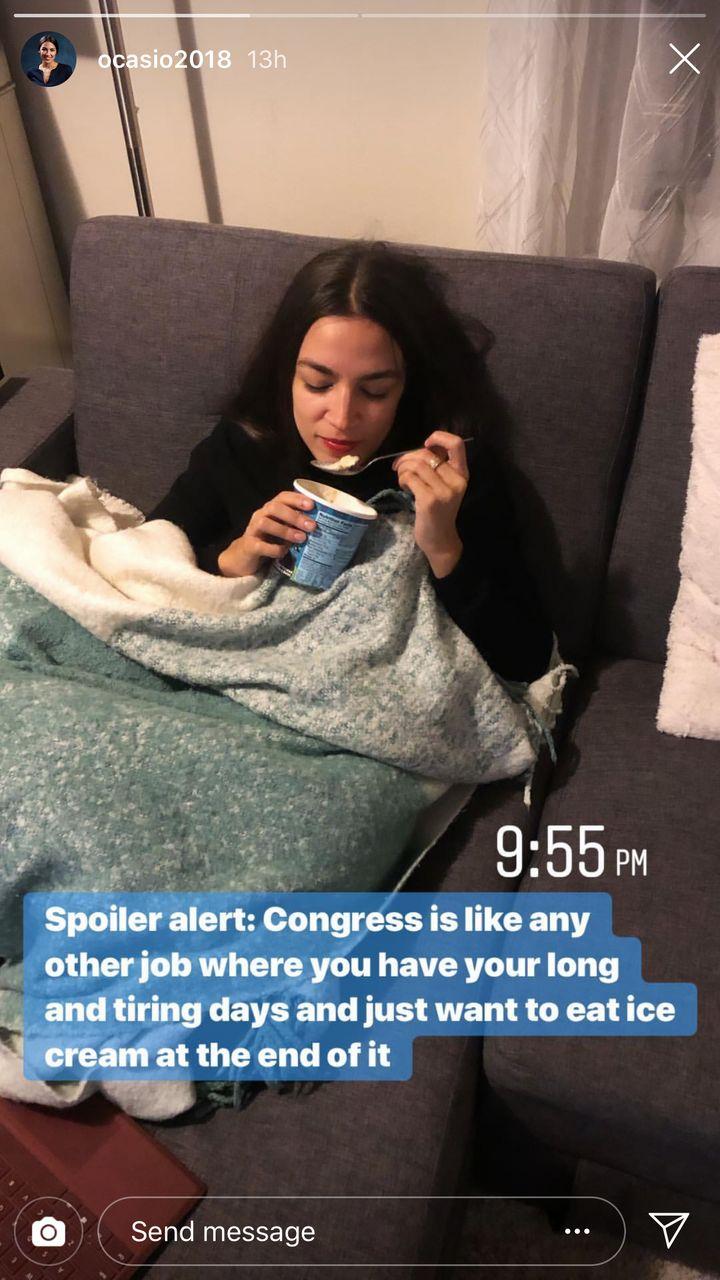 ocasio2018 13h
9:55 PM
Spoiler alert: Congress is like any
other job where you have your long
and tiring days and just want to eat ice
cream at the end of it
Send message